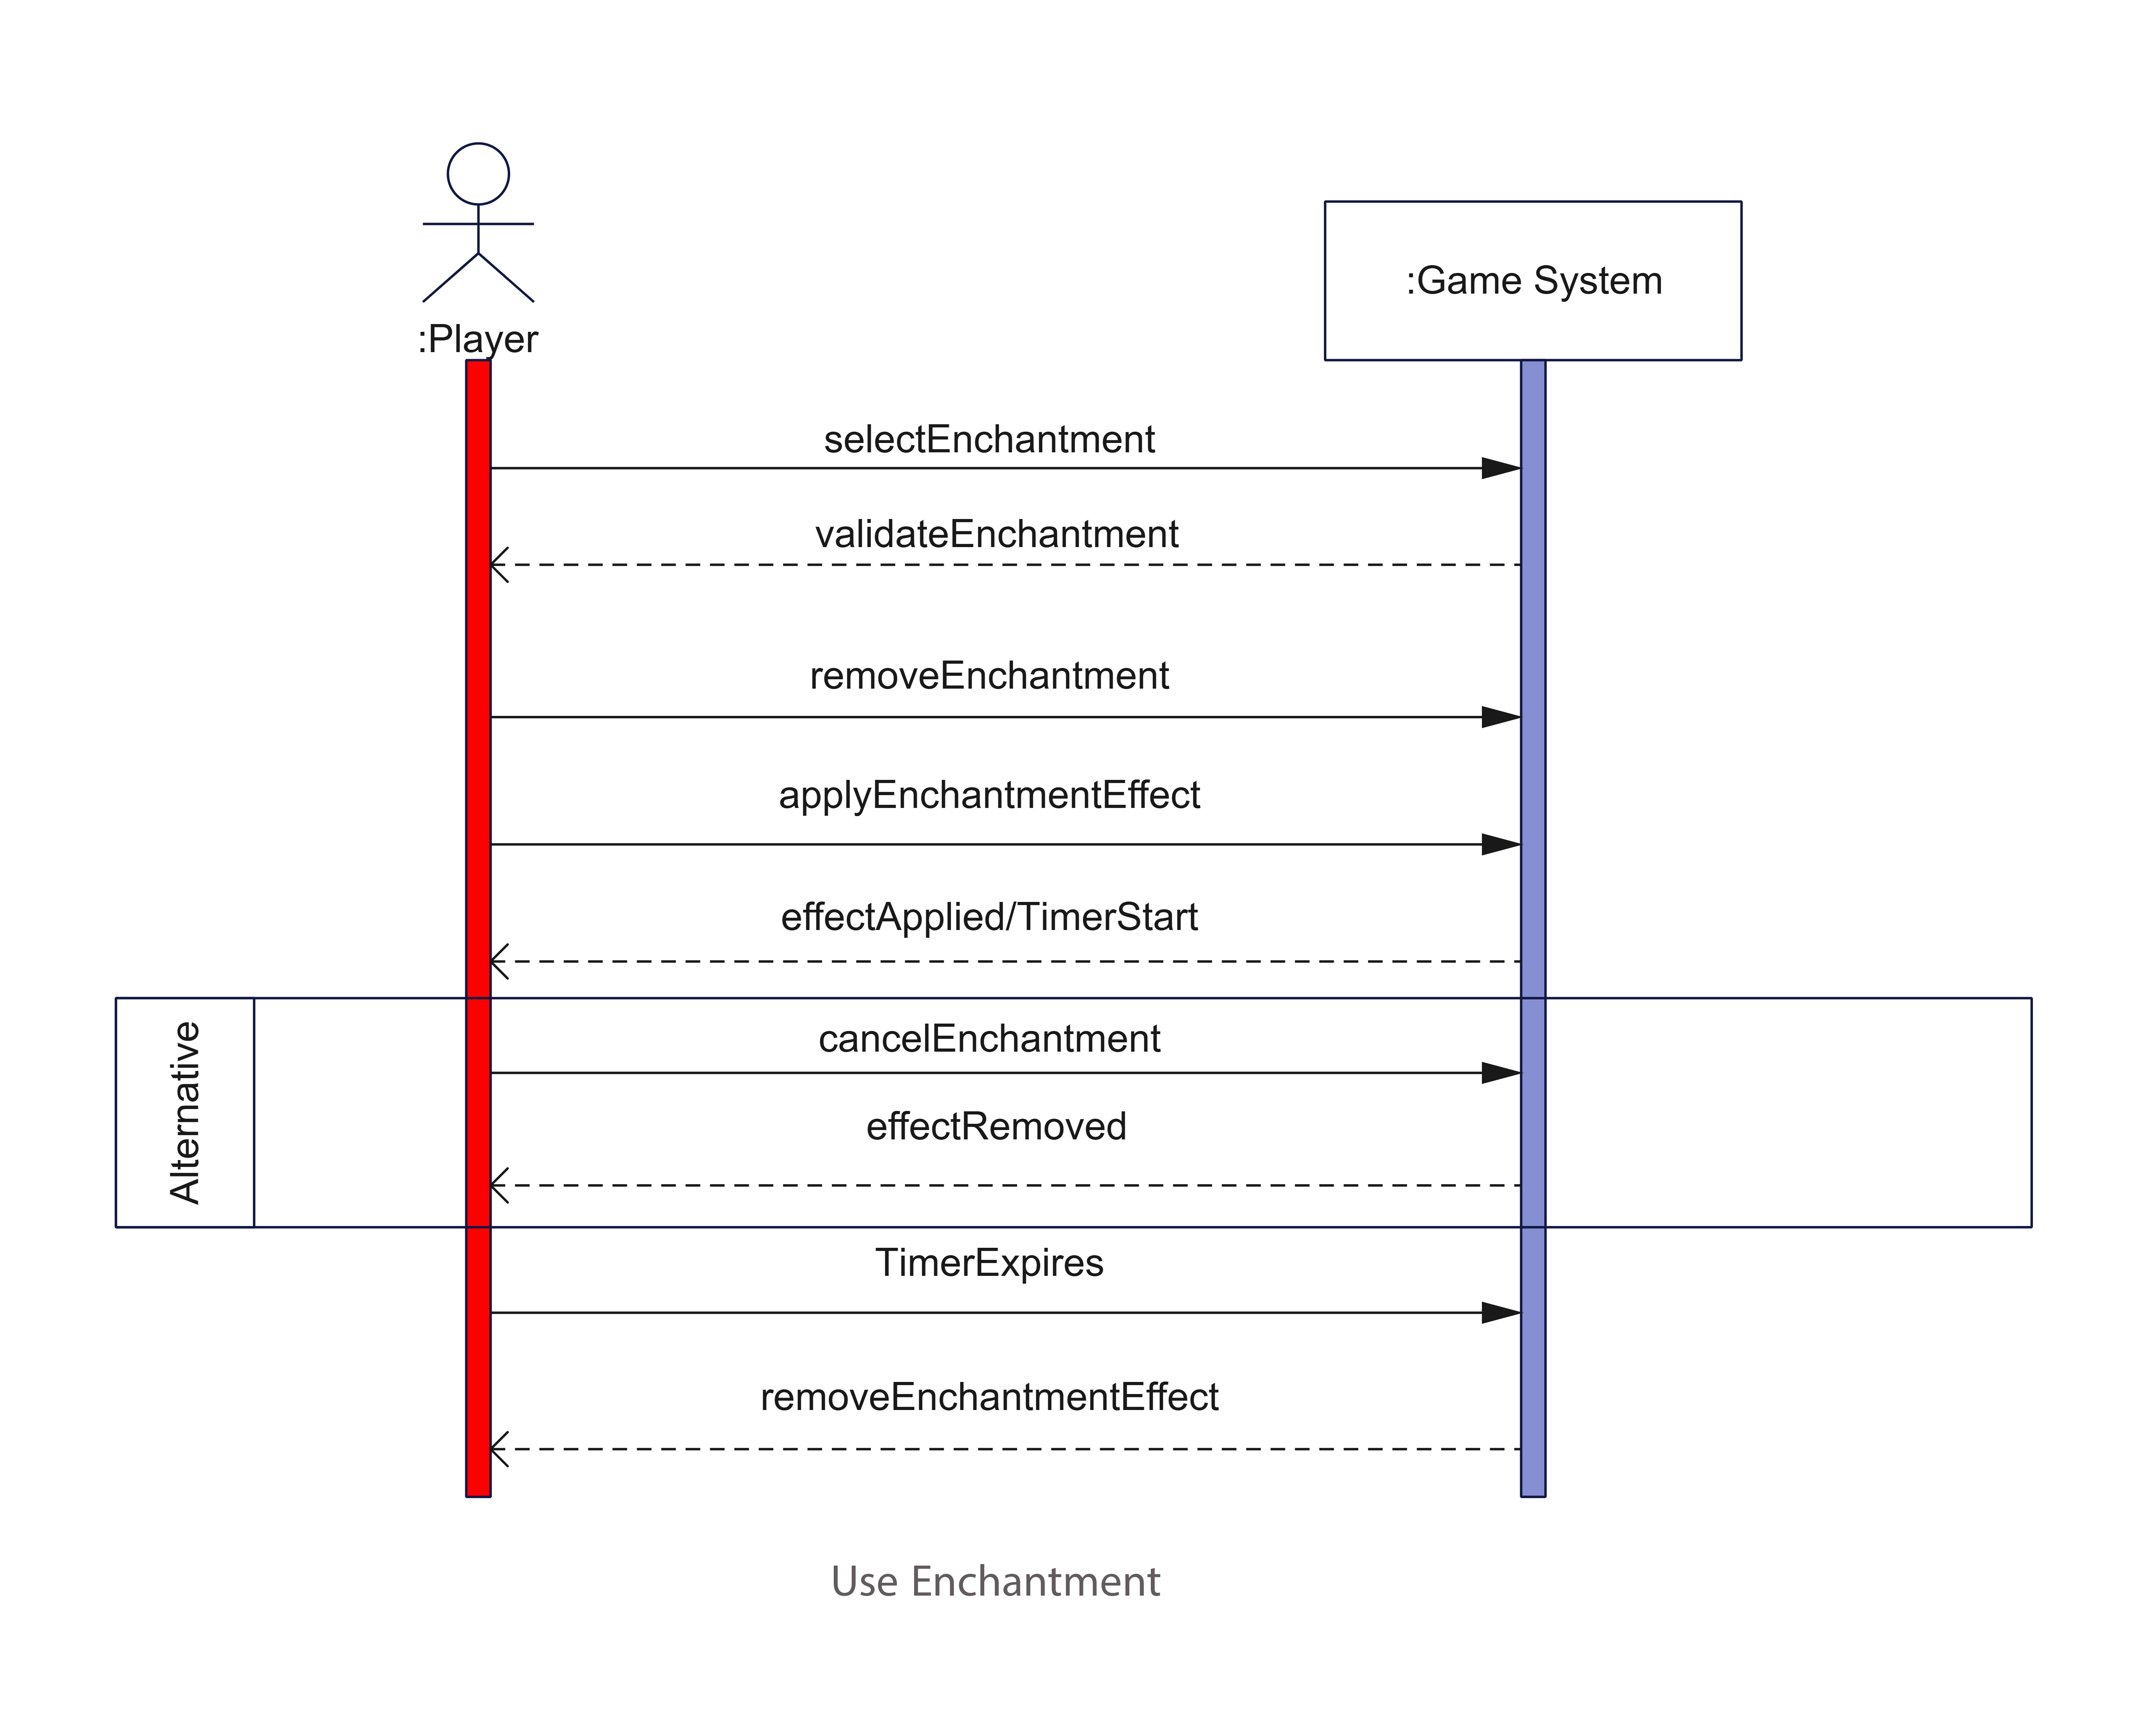 :Player
:Game System
selectEnchantment
validateEnchantment
removeEnchantment
applyEnchantmentEffect
effectApplied/TimerStart
Alternative
cancelEnchantment
effectRemoved
TimerExpires
removeEnchantmentEffect
Use Enchantment